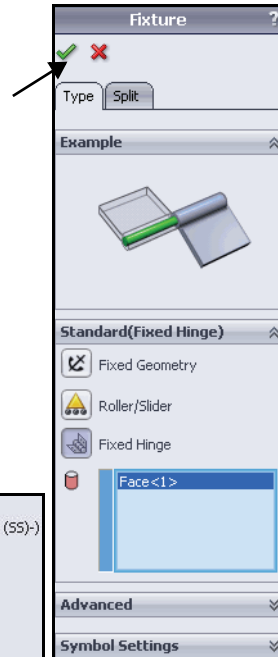 Fixture ?
Type Split
Example
Standard(Fixed Hinge)
Fixed Geometry
Roller/Slider
Fixed Hinge
Face<1>
(SS)-)
Advanced
Symbol Settings